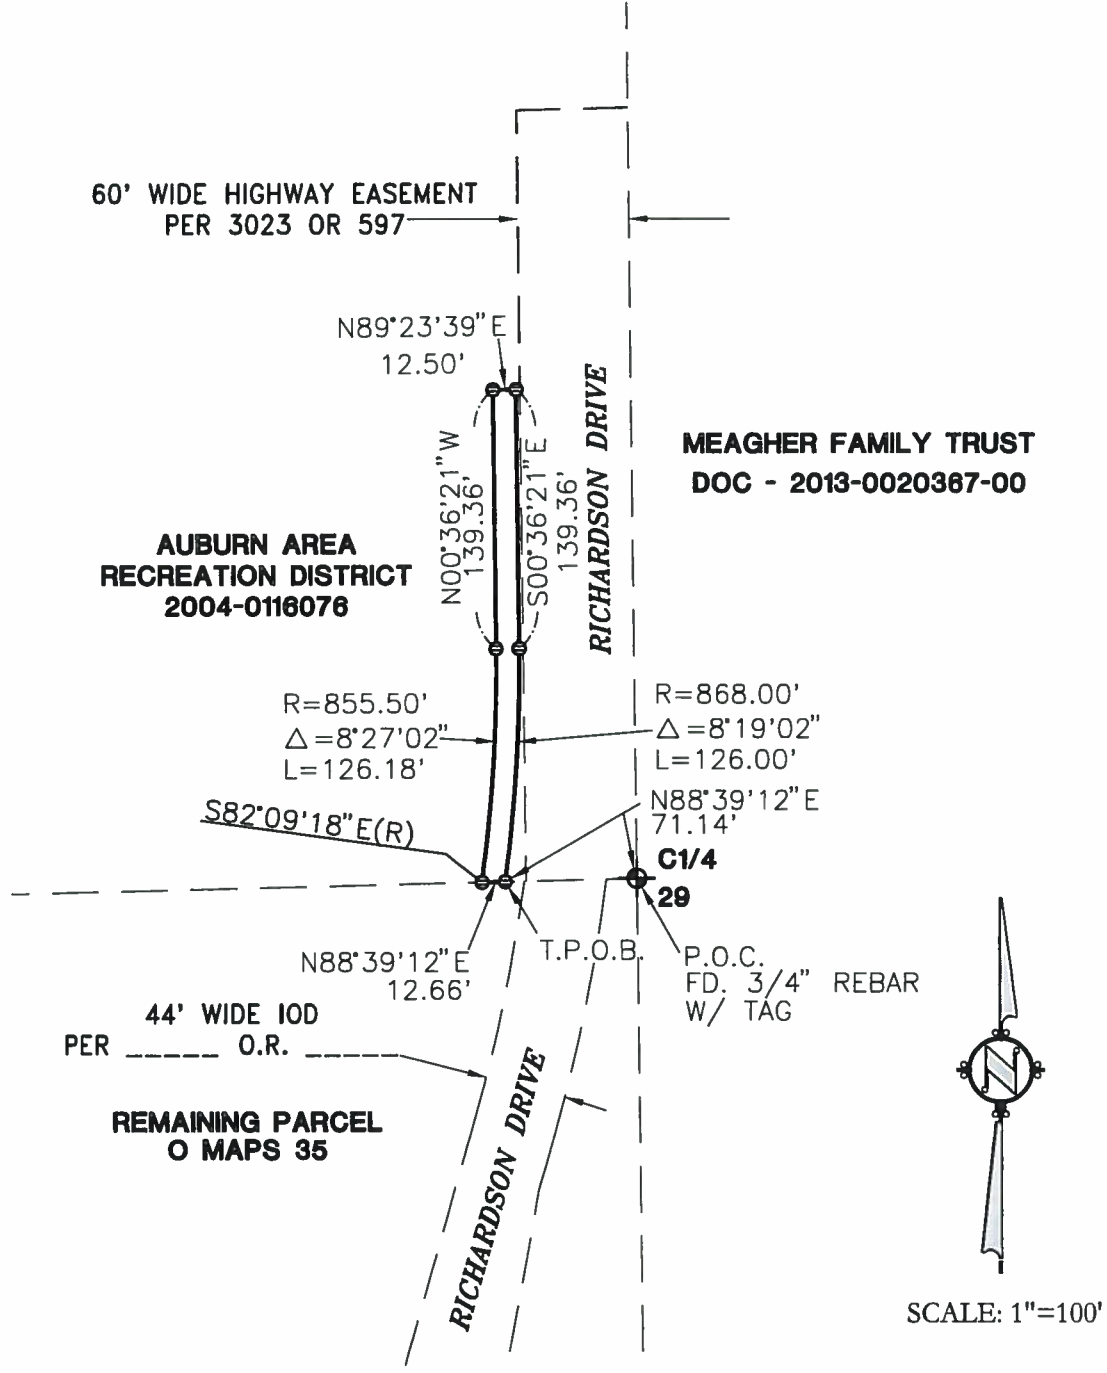 60' WIDE HIGHWAY EASEMENT
PER 3023 OR 597
N89°23'39"E
12.50'
N00°36'21"W
139.36'
S00°36'21"E
139.36'
RICHARDSON DRIVE
MEAGHER FAMILY TRUST
DOC - 2013-0020367-00
AUBURN AREA
RECREATION DISTRICT
2004-0116076
R=855.50'
Δ=8°27'02"
L=126.18'
R=868.00'
Δ=8°19'02"
L=126.00'
S82°09'18"E(R)
N88°39'12"E
71.14'
C1/4
29
N88°39'12"E
12.66'
T.P.O.B.
P.O.C.
FD. 3/4" REBAR
W/ TAG
44' WIDE IOD
PER _____ O.R. _____
REMAINING PARCEL
O MAPS 35
RICHARDSON DRIVE
N
SCALE: 1"=100'